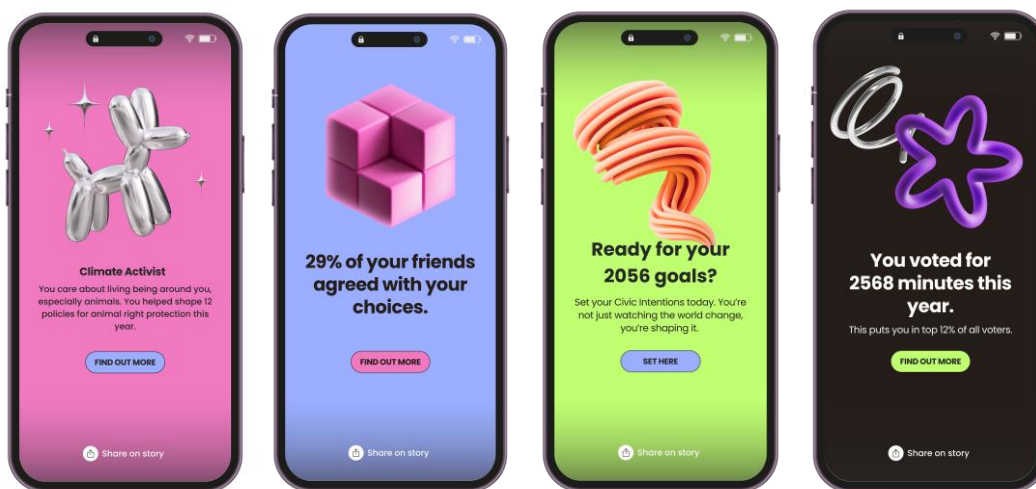 Climate Activist
You care about living being around you,
especially animals. You helped shape 12
policies for animal right protection this
year.
FIND OUT MORE
Share on story
29% of your friends
agreed with your
choices.
FIND OUT MORE
Share on story
Ready for your
2056 goals?
Set your Civic Intentions today. You're
not just watching the world change,
you're shaping it.
SET HERE
Share on story
You voted for
2568 minutes this
year.
This puts you in top 12% of all voters.
FIND OUT MORE
Share on story